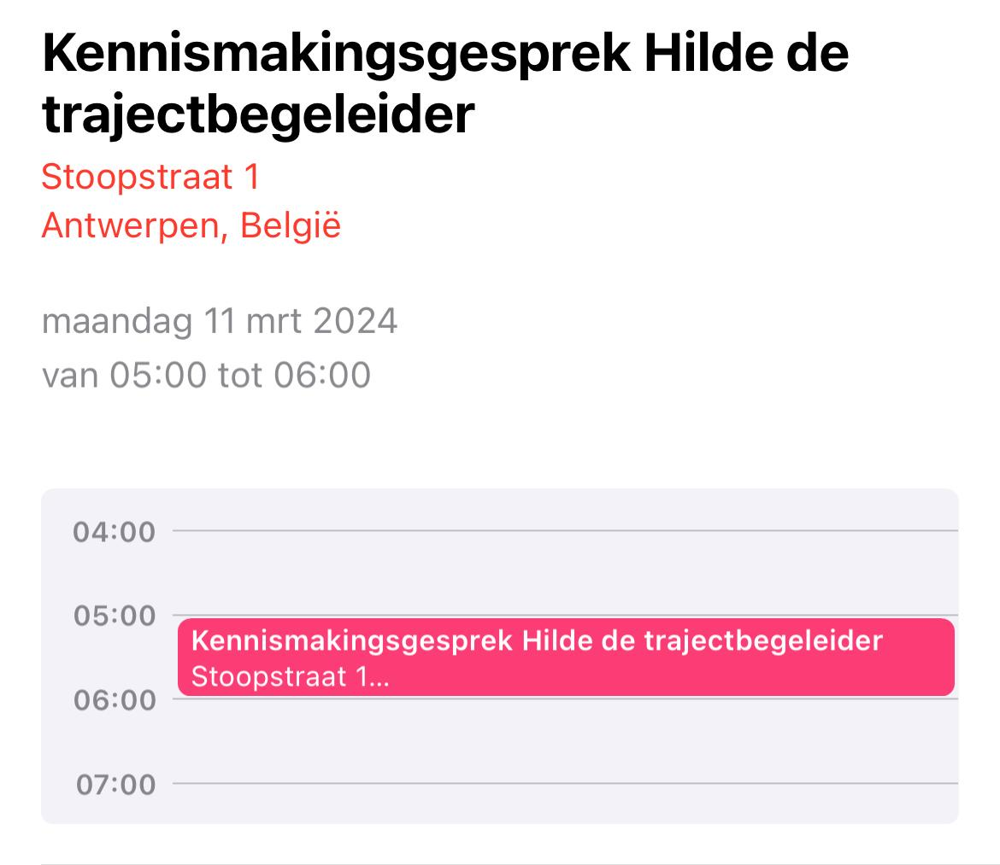 Kennismakingsgesprek Hilde de
trajectbegeleider
Stoopstraat 1
Antwerpen, België
maandag 11 mrt 2024
van 05:00 tot 06:00
04:00
05:00
Kennismakingsgesprek Hilde de trajectbegeleider
Stoopstraat 1...
06:00
07:00